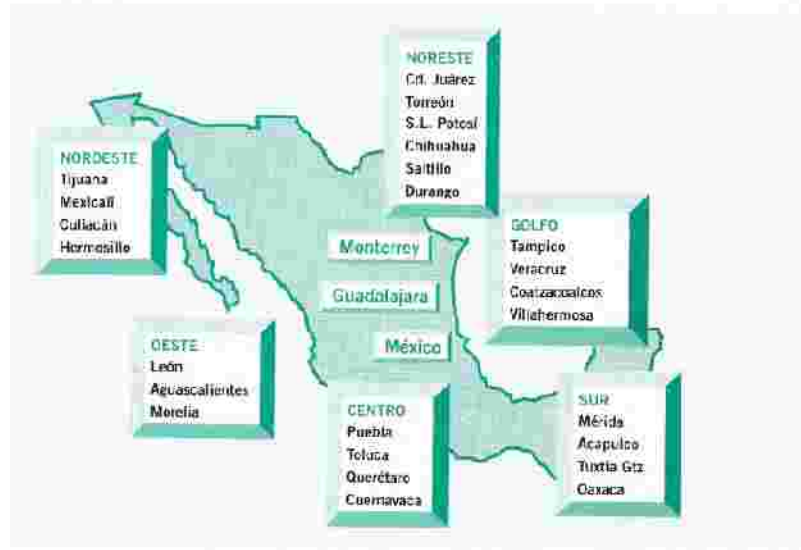 NORESTE
Cd. Juárez
Torreón
S.L. Potosí
Chihuahua
Saltillo
Durango
NORDESTE
Tijuana
Mexicali
Culiacán
Hermosillo
GOLFO
Tampico
Veracruz
Coatzacoalcos
Villahermosa
Monterrey
Guadalajara
México
OESTE
León
Aguascalientes
Morelia
CENTRO
Puebla
Toluca
Querétaro
Cuernavaca
SUR
Mérida
Acapulco
Tuxtla Gtz
Oaxaca